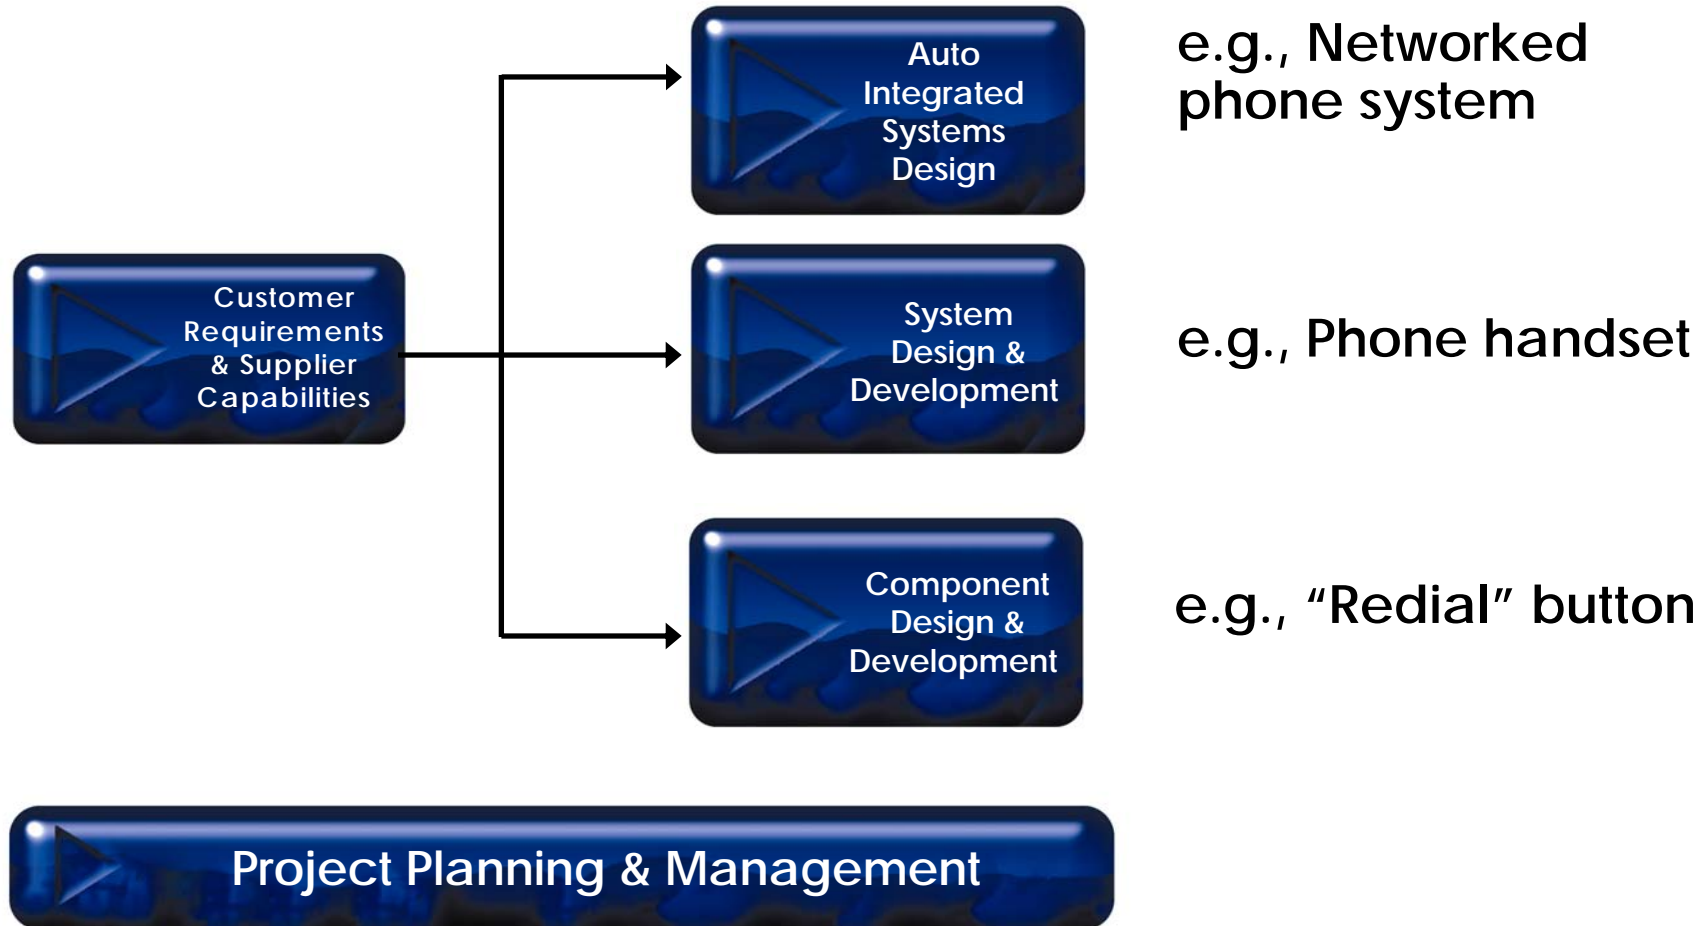 Auto
Integrated
Systems
Design
e.g., Networked
phone system
Customer
Requirements
& Supplier
Capabilities
System
Design &
Development
e.g., Phone handset
Component
Design &
Development
e.g., “Redial” button
Project Planning & Management